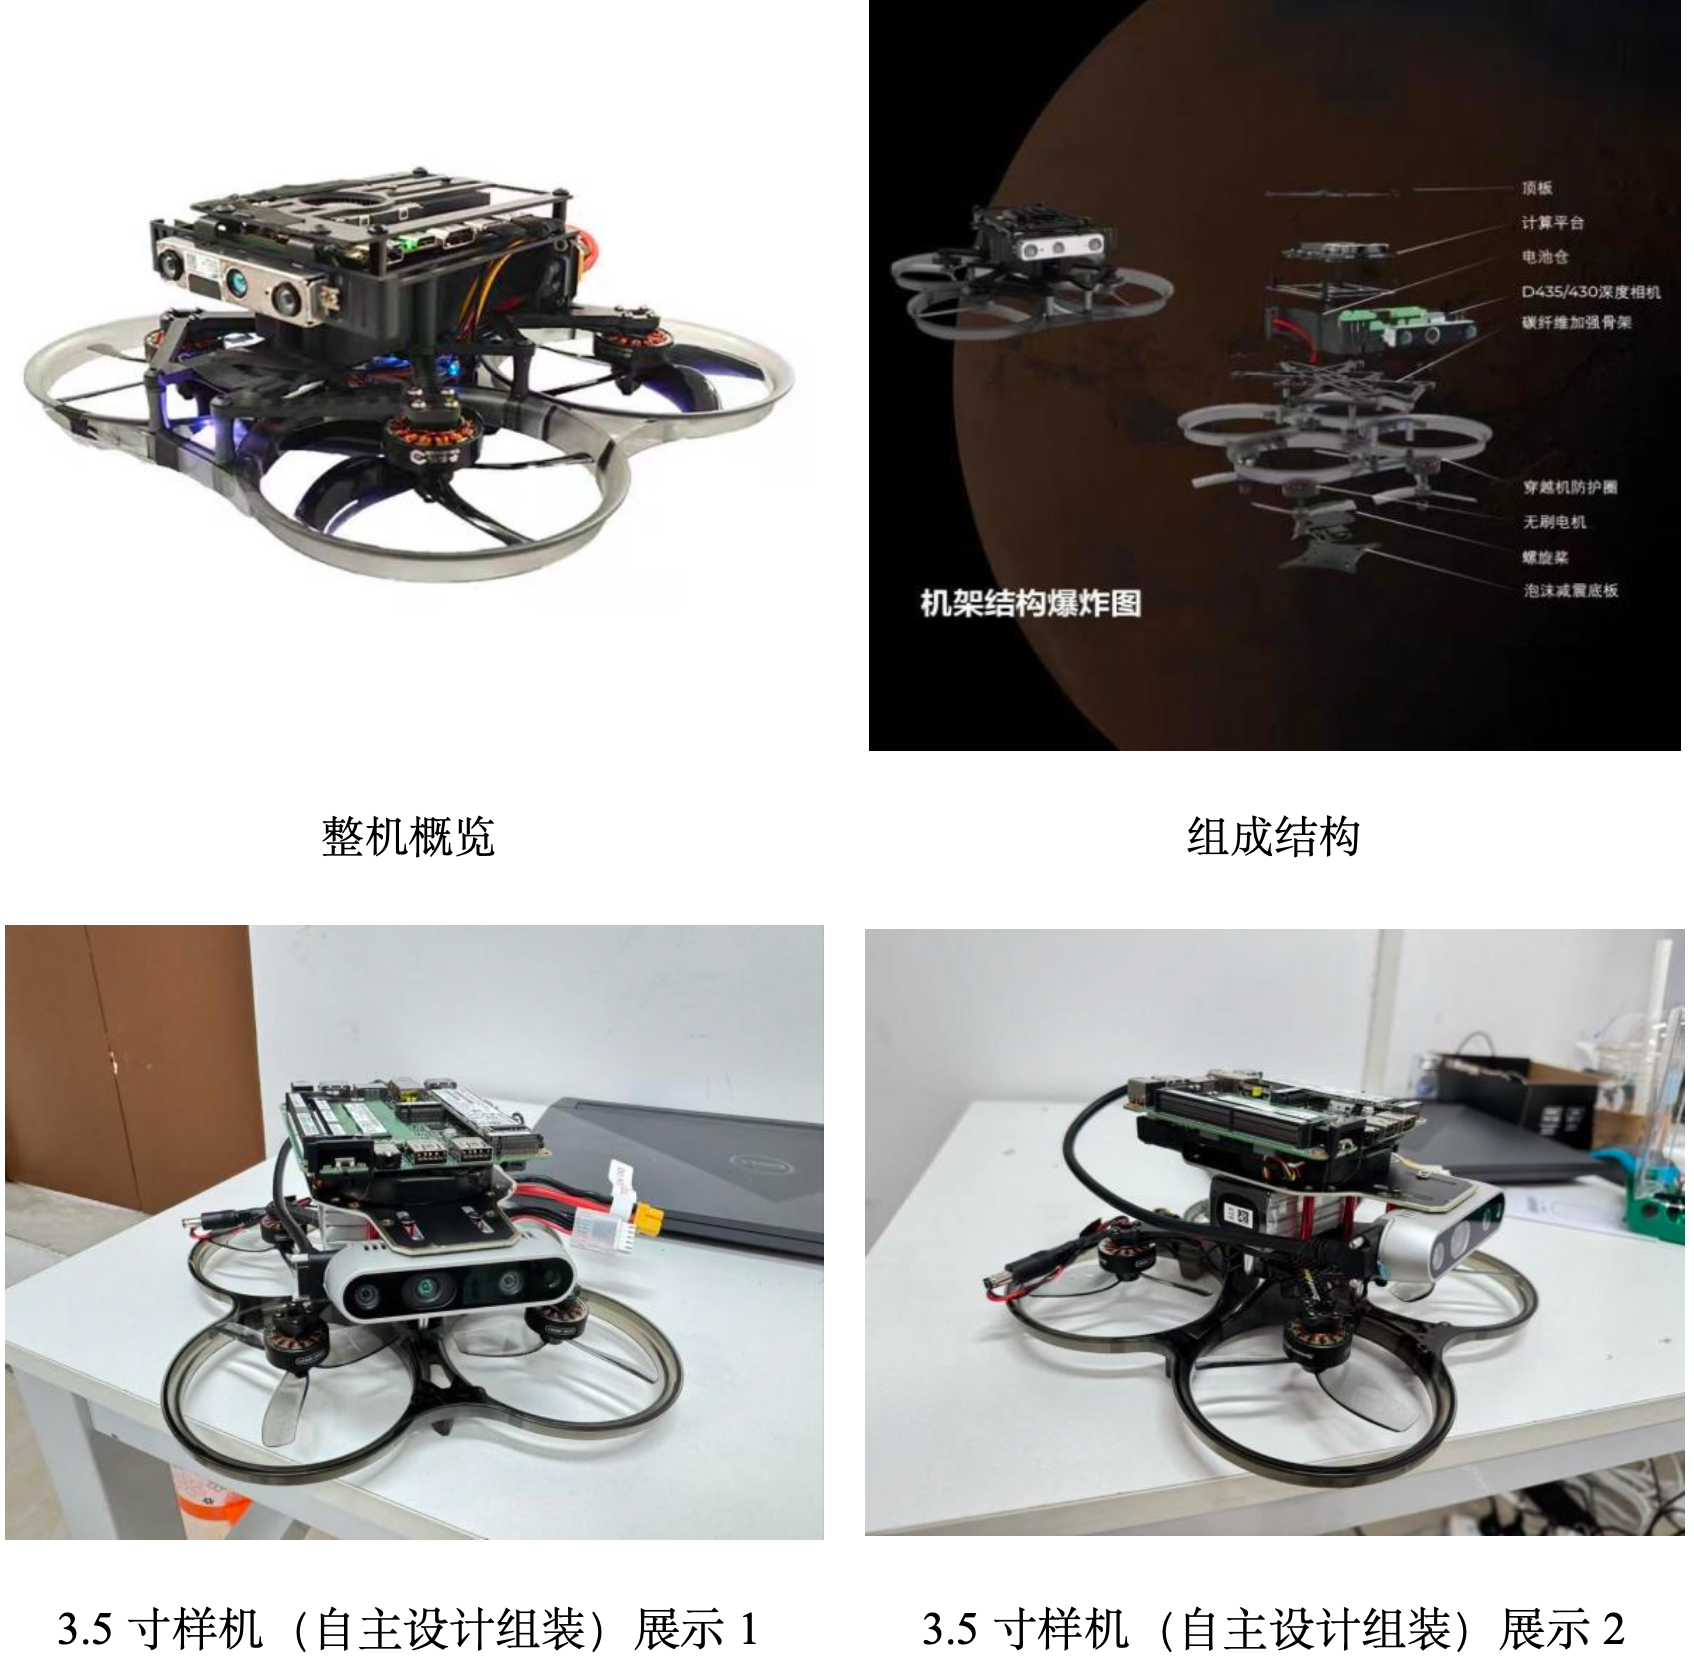 顶板
计算平台
电池仓
D435/430深度相机
碳纤维加强骨架
穿越机防护圈
无刷电机
螺旋桨
泡沫减震底板
机架结构爆炸图
整机概览
组成结构
3.5 寸样机（自主设计组装）展示 1
3.5 寸样机（自主设计组装）展示 2